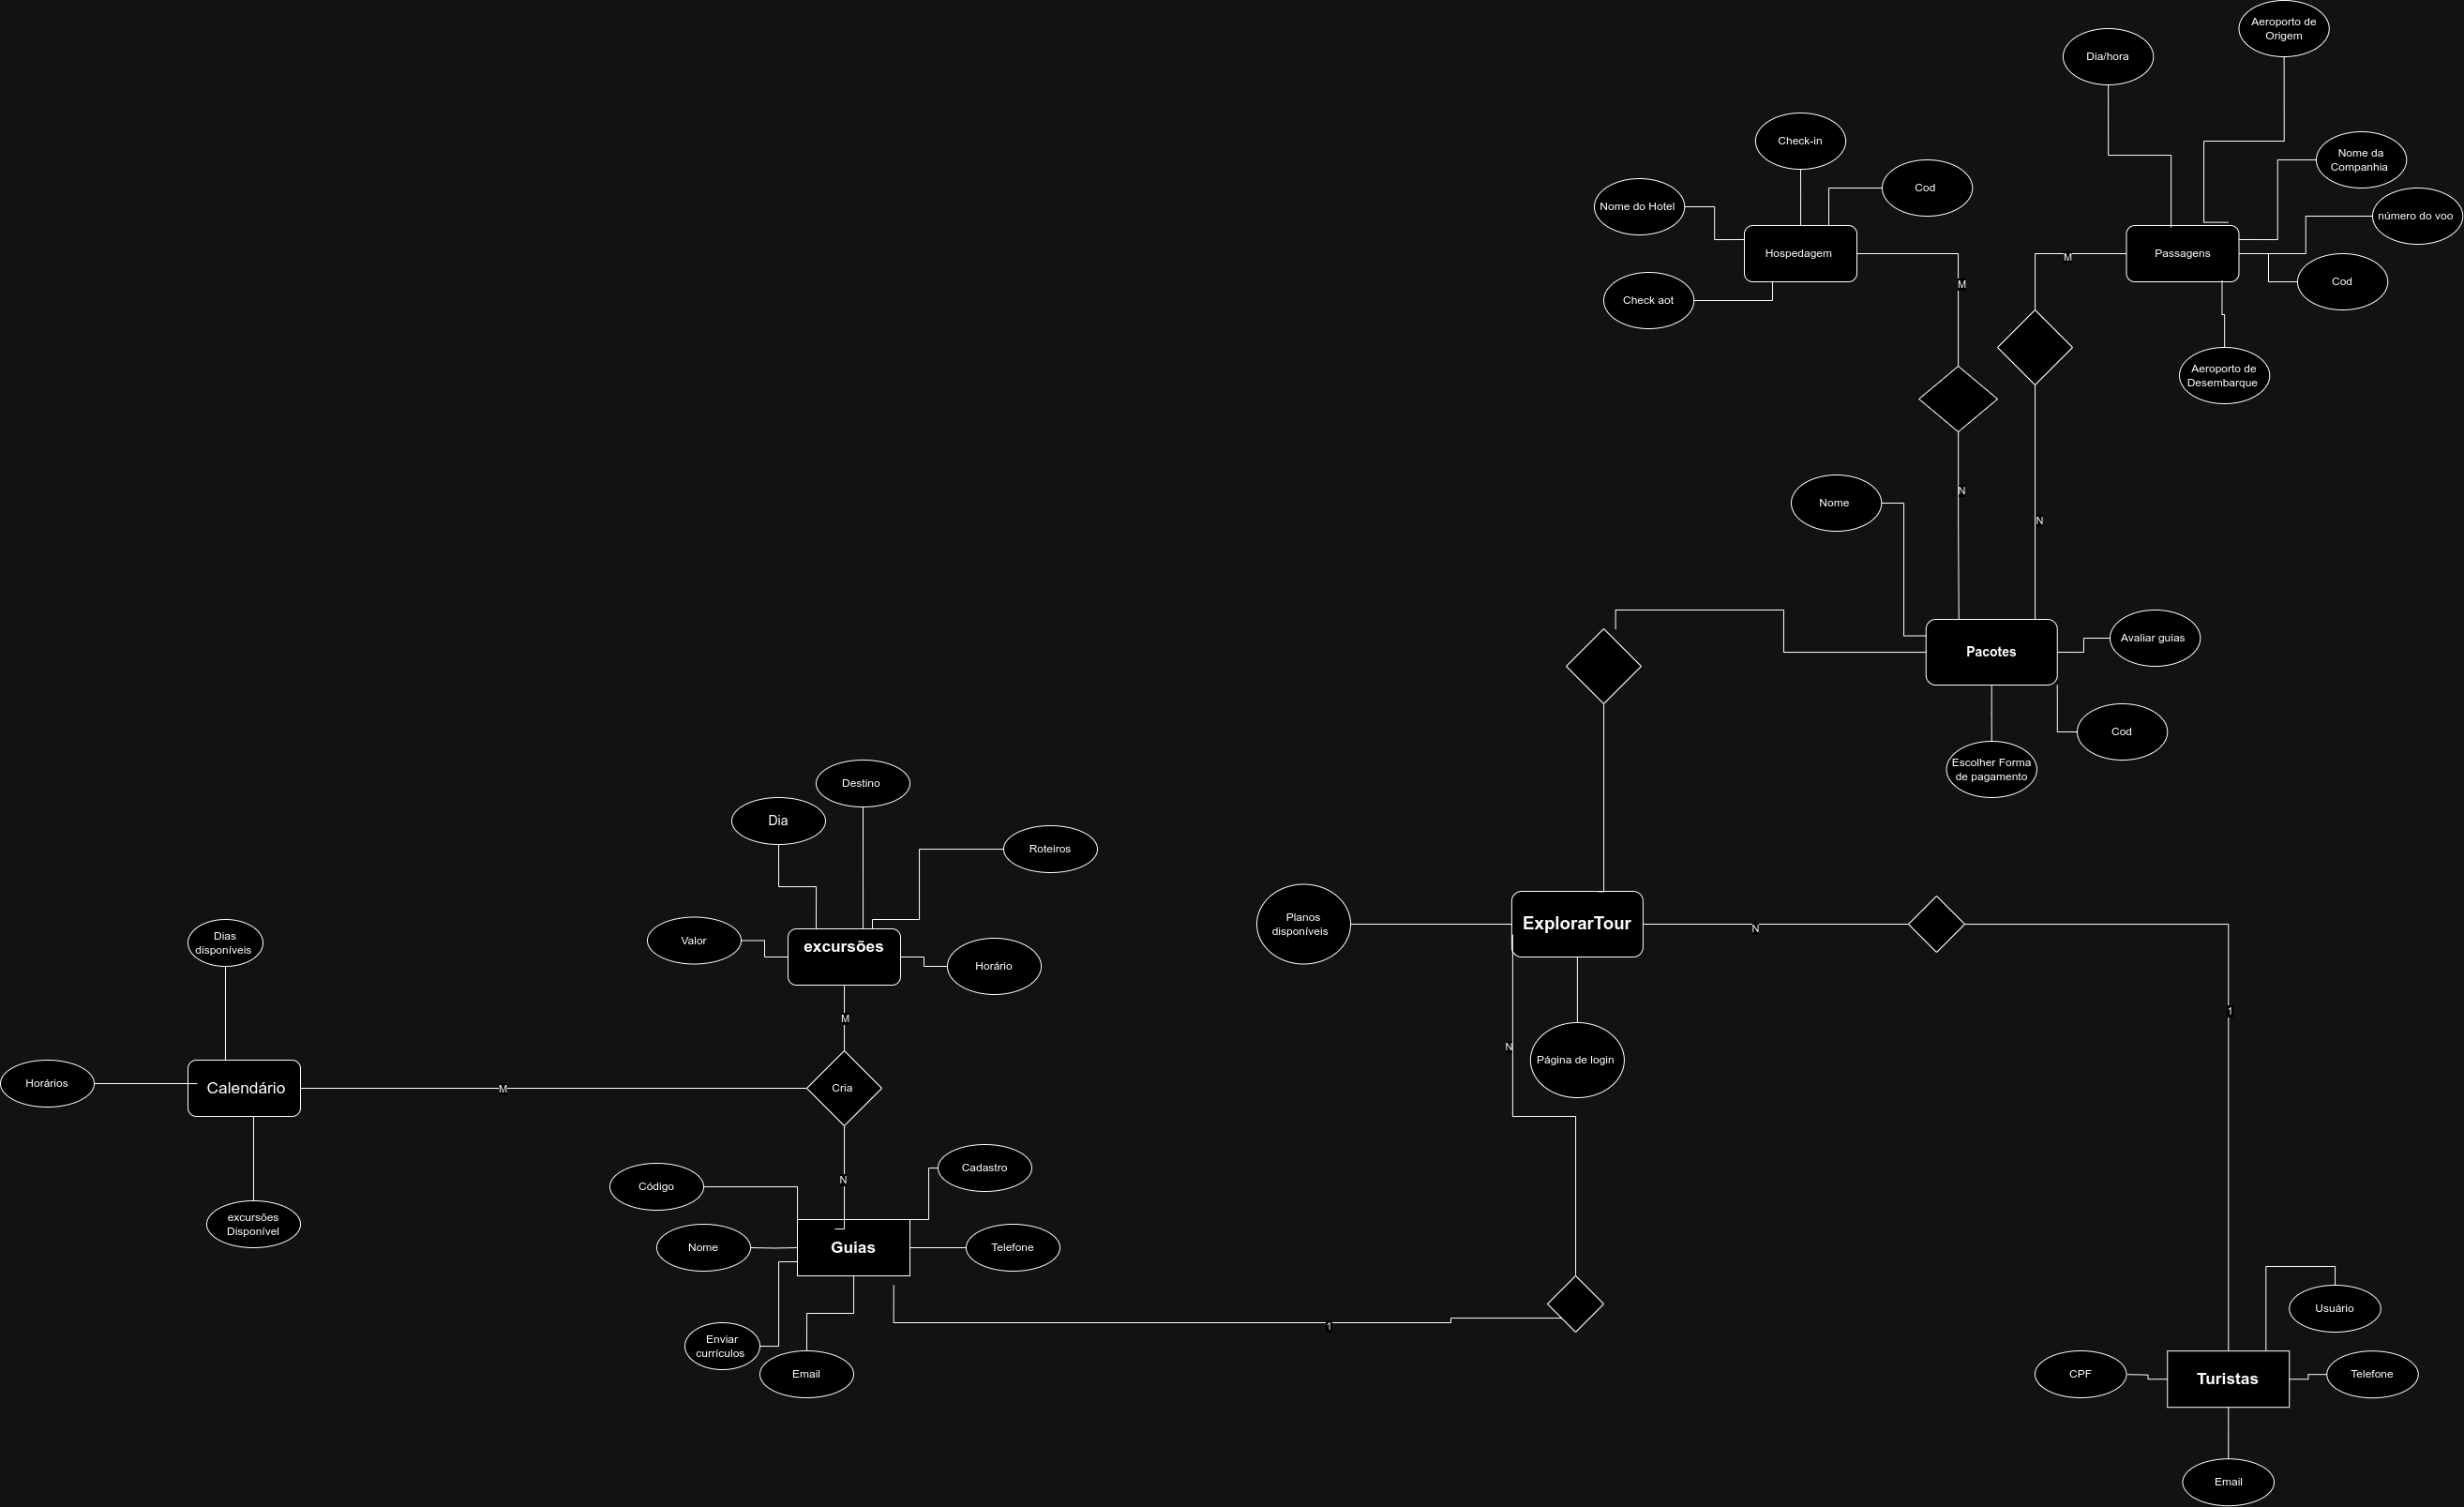 Aeroporto de
Origem
Dia/hora
Check-in
Nome da
Companhia
Cod
Nome do Hotel
número do voo
Hospedagem
Passagens
M
M
Cod
Check aot
Aeroporto de
Desembarque
N
Nome
N
Avaliar guias
Pacotes
Cod
Escolher Forma
de pagamento
Destino
Dia
Roteiros
Planos
disponíveis
ExplorarTour
N
Dias
disponíveis
Valor
excursões
Horário
1
M
N
Página de login
Horários
Calendário
M
Cria
Cadastro
N
Código
excursões
Disponível
Nome
Guias
Telefone
Usuário
1
Enviar
currículos
Email
CPF
Turistas
Telefone
Email